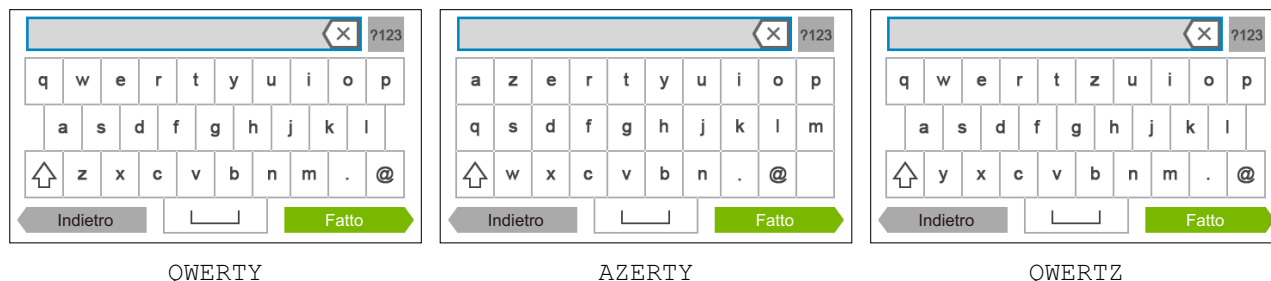 ?123 ?123 ?123
q w e r t y u i o p a z e r t y u i o p q w e r t z u i o p
a s d f g h j k l q s d f g h j k l m a s d f g h j k l
z x c v b n m . @ w x c v b n . @ y x c v b n m . @
Indietro Fatto Indietro Fatto Indietro Fatto
QWERTY AZERTY QWERTZ